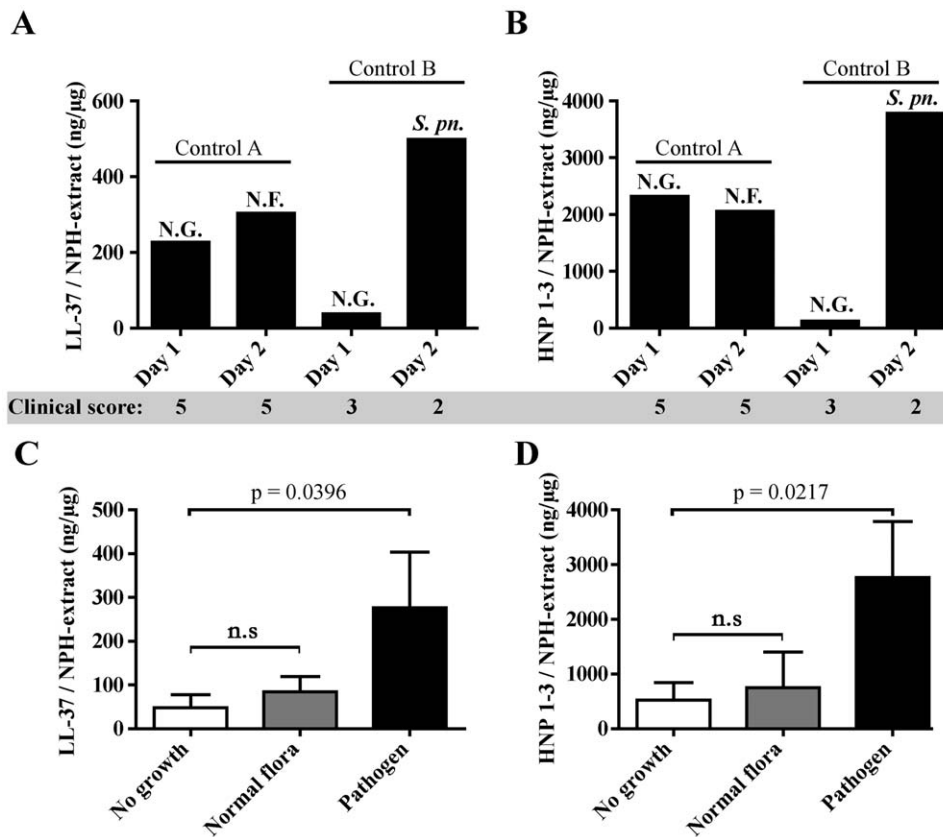 A
B
Control B
Control B
LL-37 / NPH-extract (ng/µg)
600
400
200
0
Control A
N.G.
N.F.
N.G.
S. pn.
Day 1
Day 2
Day 1
Day 2
HNP 1-3 / NPH-extract (ng/µg)
4000
3000
2000
1000
0
Control A
N.G.
N.F.
N.G.
S. pn.
Day 1
Day 2
Day 1
Day 2
Clinical score: 5 5 3 2 5 5 3 2
C
D
LL-37 / NPH-extract (ng/µg)
500
400
300
200
100
0
p = 0.0396
n.s
No growth
Normal flora
Pathogen
HNP 1-3 / NPH-extract (ng/µg)
4000
3000
2000
1000
0
p = 0.0217
n.s
No growth
Normal flora
Pathogen